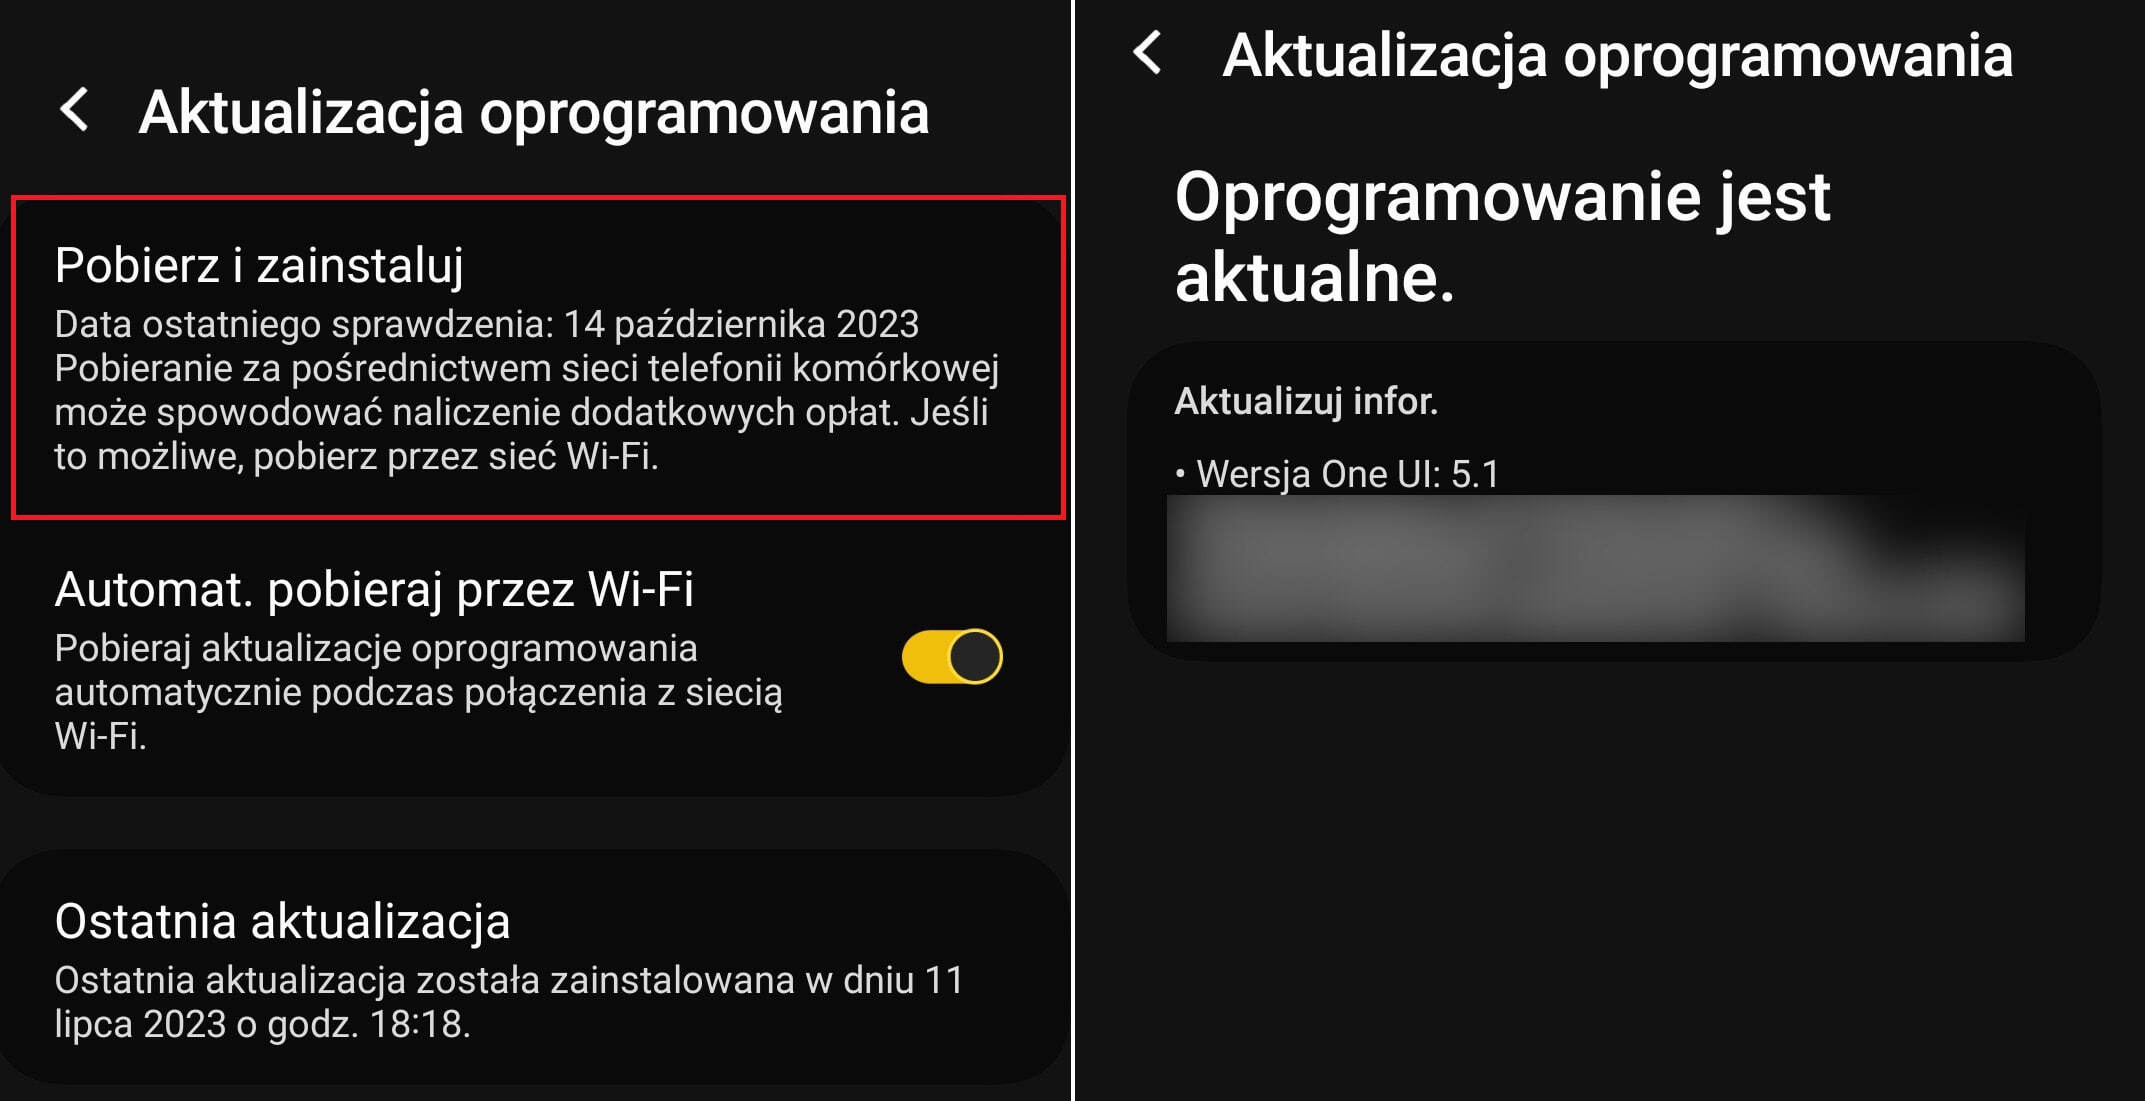 Aktualizacja oprogramowania
Pobierz i zainstaluj
Data ostatniego sprawdzenia: 14 października 2023
Pobieranie za pośrednictwem sieci telefonii komórkowej
może spowodować naliczenie dodatkowych opłat. Jeśli
to możliwe, pobierz przez sieć Wi-Fi.
Automat. pobieraj przez Wi-Fi
Pobieraj aktualizacje oprogramowania
automatycznie podczas połączenia z siecią
Wi-Fi.
Ostatnia aktualizacja
Ostatnia aktualizacja została zainstalowana w dniu 11
lipca 2023 o godz. 18:18.
Aktualizacja oprogramowania
Oprogramowanie jest
aktualne.
Aktualizuj infor.
• Wersja One UI: 5.1